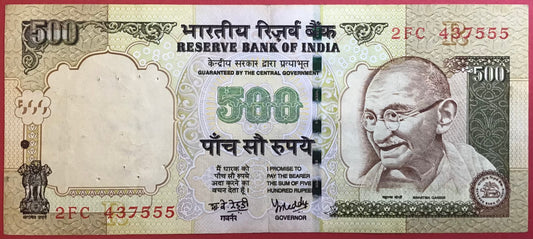 500
भारतीय रिज़र्व बैंक
RESERVE BANK OF INDIA
2FC 437555
केन्द्रीय सरकार द्वारा प्रत्याभूत
GUARANTEED BY THE CENTRAL GOVERNMENT
500
500
पाँच सौ रुपये
मैं धारक को
पाँच सौ रुपये
अदा करने का
वचन देता हूँ।
I PROMISE TO
PAY THE BEARER
THE SUM OF FIVE
HUNDRED RUPEES
गवर्नर
GOVERNOR
महात्मा गांधी
MAHATMA GANDHI
सत्यमेव जयते
2FC 437555